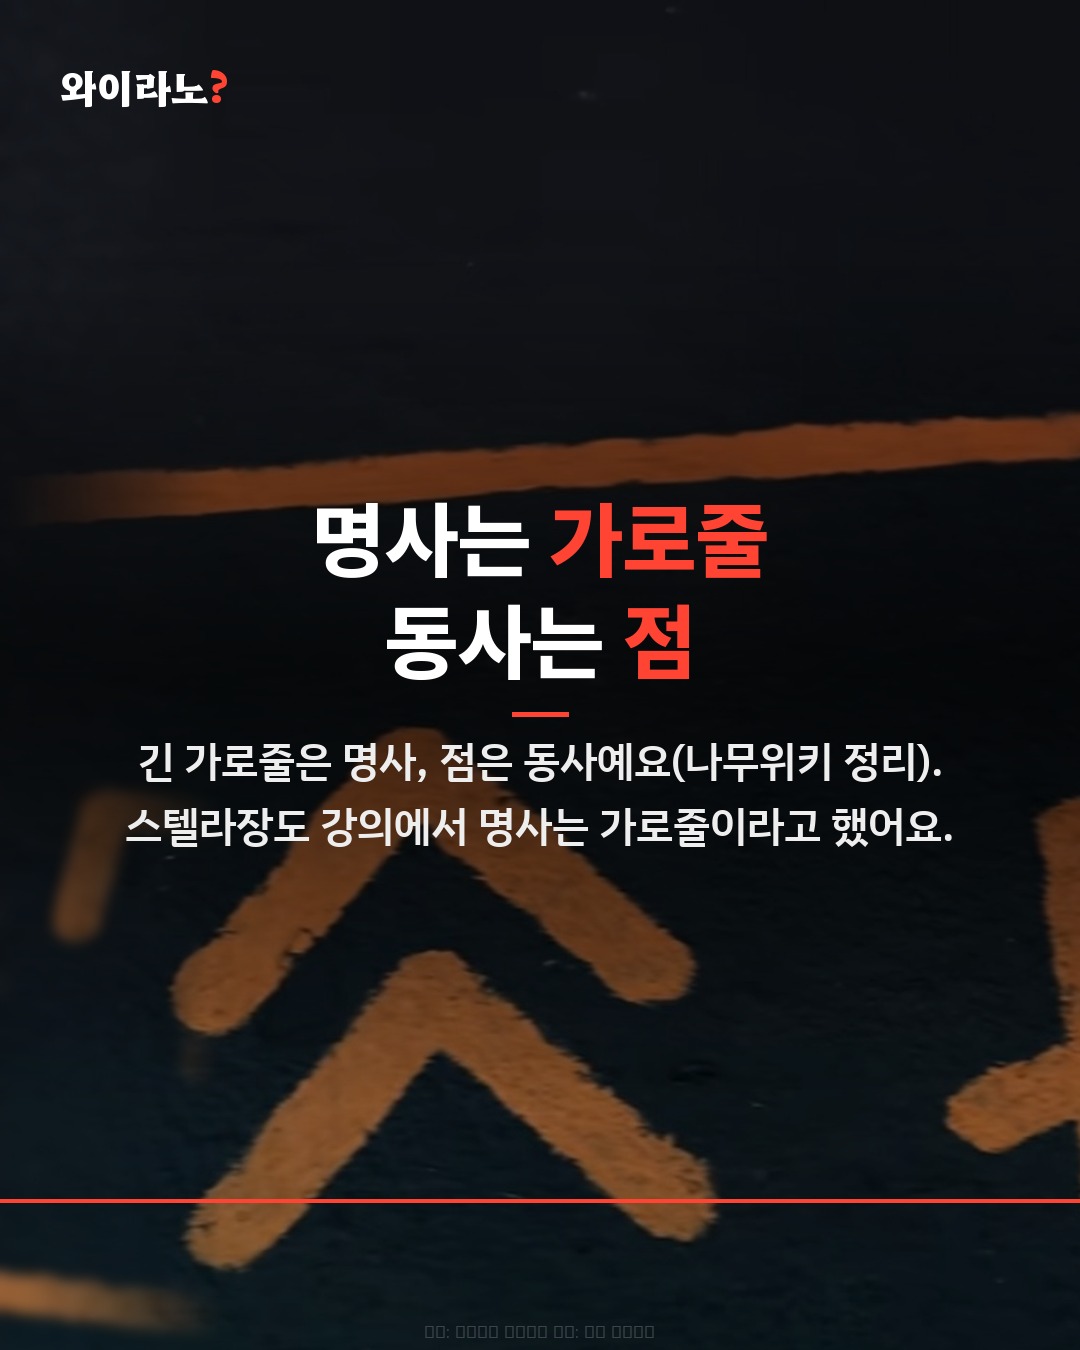 와이라노?
명사는 가로줄
동사는 점
긴 가로줄은 명사, 점은 동사예요(나무위키 정리).
스텔라장도 강의에서 명사는 가로줄이라고 했어요.